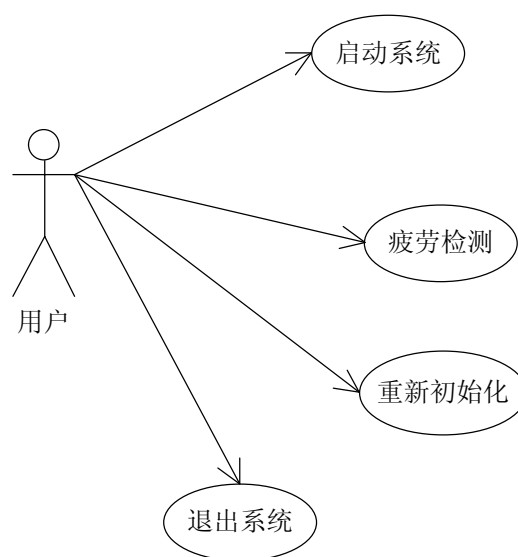 启动系统
疲劳检测
用户
重新初始化
退出系统